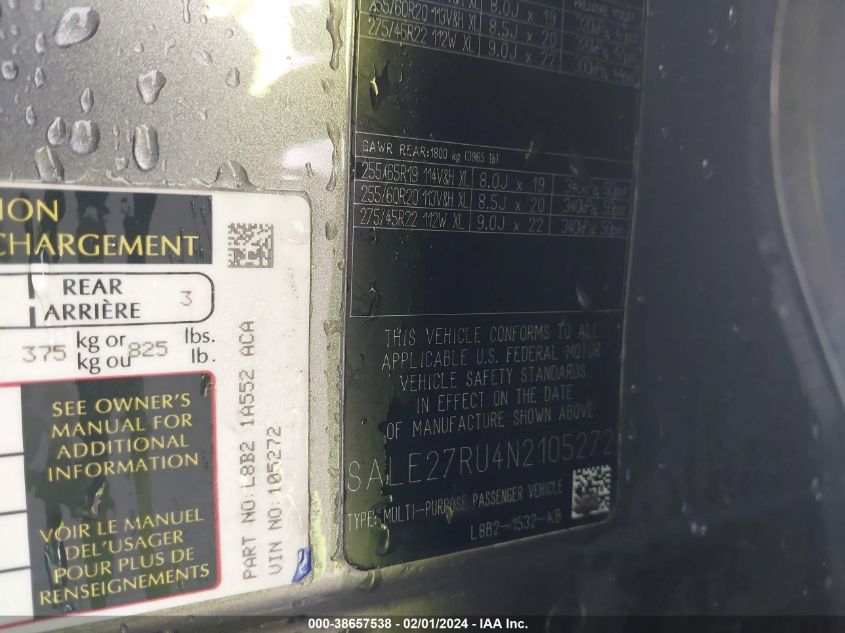 255/60R20 113V&H XL 8.5J x 20
275/45R22 112W XL 9.0J x 22
GAWR REAR:1800 kg (3965 lb)
255/65R19 114V&H XL 8.0J x 19 340kPa 50psi
255/60R20 113V&H XL 8.5J x 20 340kPa 50psi
275/45R22 112W XL 9.0J x 22 340kPa 50psi
ION
CHARGEMENT
REAR
ARRIÈRE 3
375 kg or 825 lbs.
kg ou lb.
SEE OWNER'S
MANUAL FOR
ADDITIONAL
INFORMATION
VOIR LE MANUEL
DEL'USAGER
POUR PLUS DE
RENSEIGNEMENTS
PART NO:L8B2 1A552 ACA
VIN NO:105272
THIS VEHICLE CONFORMS TO ALL
APPLICABLE U.S. FEDERAL MOTOR
VEHICLE SAFETY STANDARDS
IN EFFECT ON THE DATE
OF MANUFACTURE SHOWN ABOVE
SALE27RU4N2105272
TYPE: MULTI-PURPOSE PASSENGER VEHICLE
L8B2-1532-KB
000-38657538 - 02/01/2024 - IAA Inc.